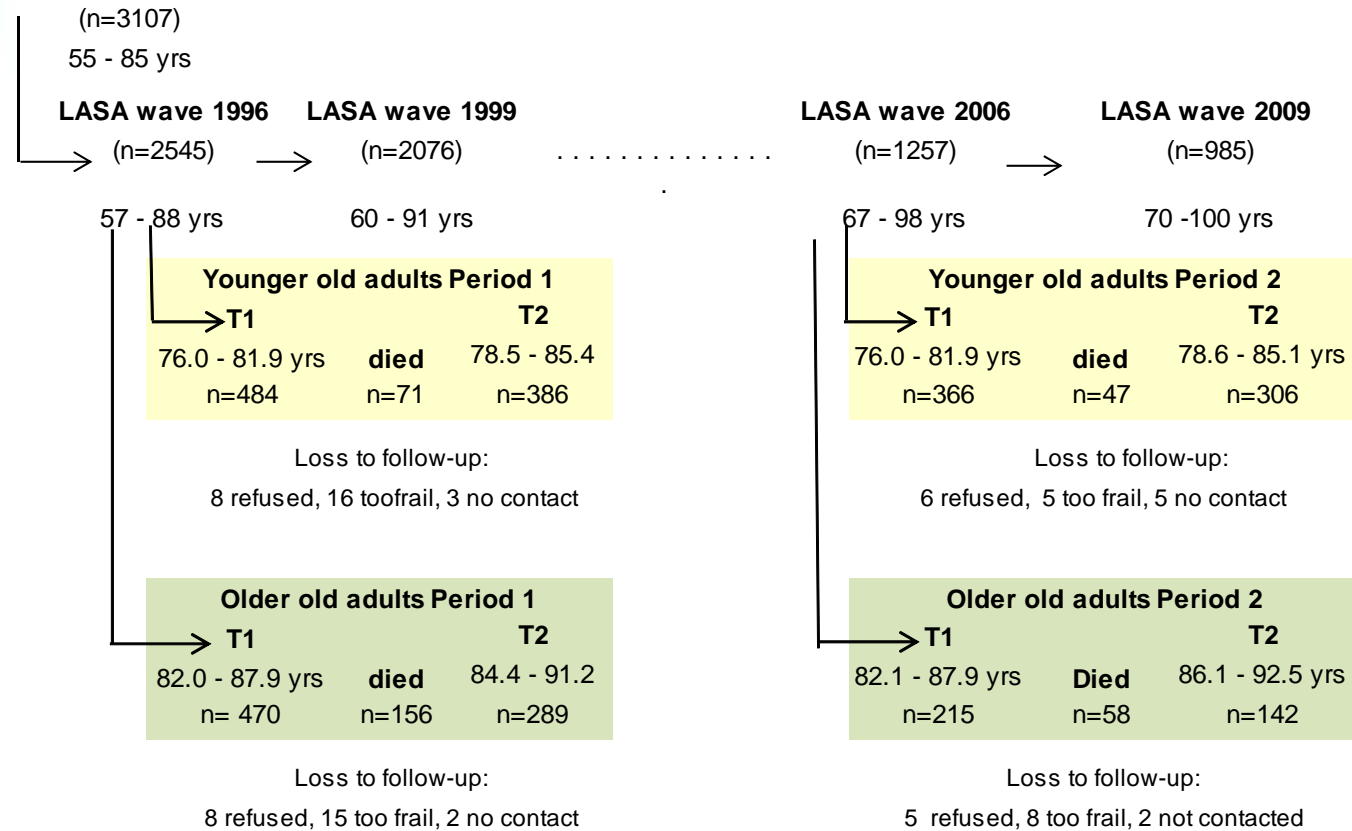 (n=3107)
55 - 85 yrs
LASA wave 1996 LASA wave 1999 LASA wave 2006 LASA wave 2009
(n=2545) (n=2076) . . . . . . . . . . . . . . (n=1257) (n=985)
.
57 - 88 yrs 60 - 91 yrs 67 - 98 yrs 70 -100 yrs
Younger old adults Period 1 Younger old adults Period 2
T1 T2 T1 T2
76.0 - 81.9 yrs died 78.5 - 85.4 76.0 - 81.9 yrs died 78.6 - 85.1 yrs
n=484 n=71 n=386 n=366 n=47 n=306
Loss to follow-up: Loss to follow-up:
8 refused, 16 toofrail, 3 no contact 6 refused, 5 too frail, 5 no contact
Older old adults Period 1 Older old adults Period 2
T1 T2 T1 T2
82.0 - 87.9 yrs died 84.4 - 91.2 82.1 - 87.9 yrs Died 86.1 - 92.5 yrs
n= 470 n=156 n=289 n=215 n=58 n=142
Loss to follow-up: Loss to follow-up:
8 refused, 15 too frail, 2 no contact 5 refused, 8 too frail, 2 not contacted